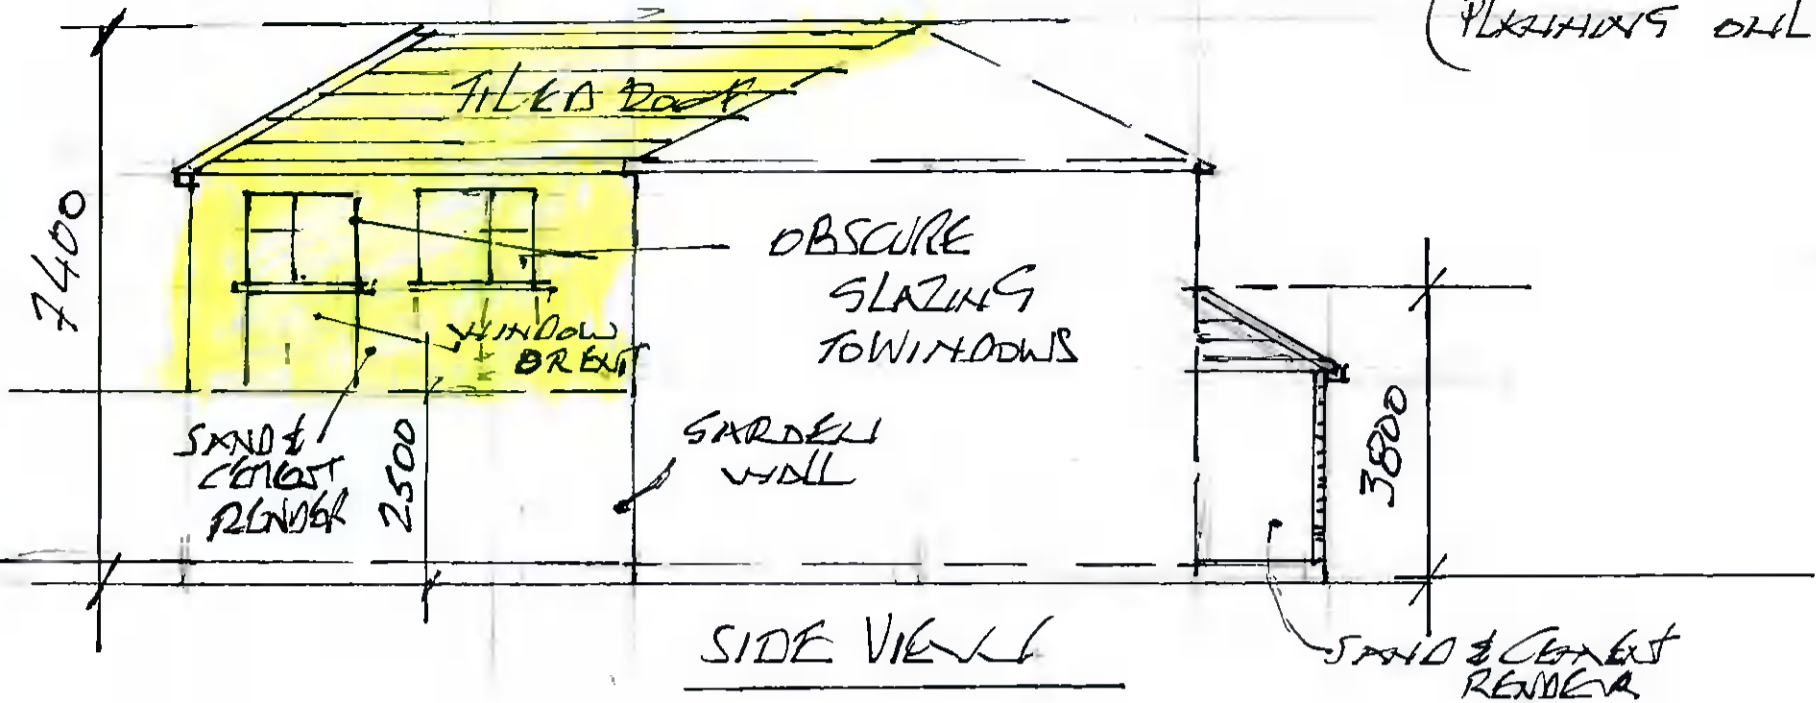 (PLANNING ONL
TILED ROOF
7400
OBSCURE
GLAZING
TO WINDOWS
WINDOW
SAND &
CEMENT
RENDER
2500
GARDEN
WALL
3800
SIDE VIEW
SAND & CEMENT
RENDER